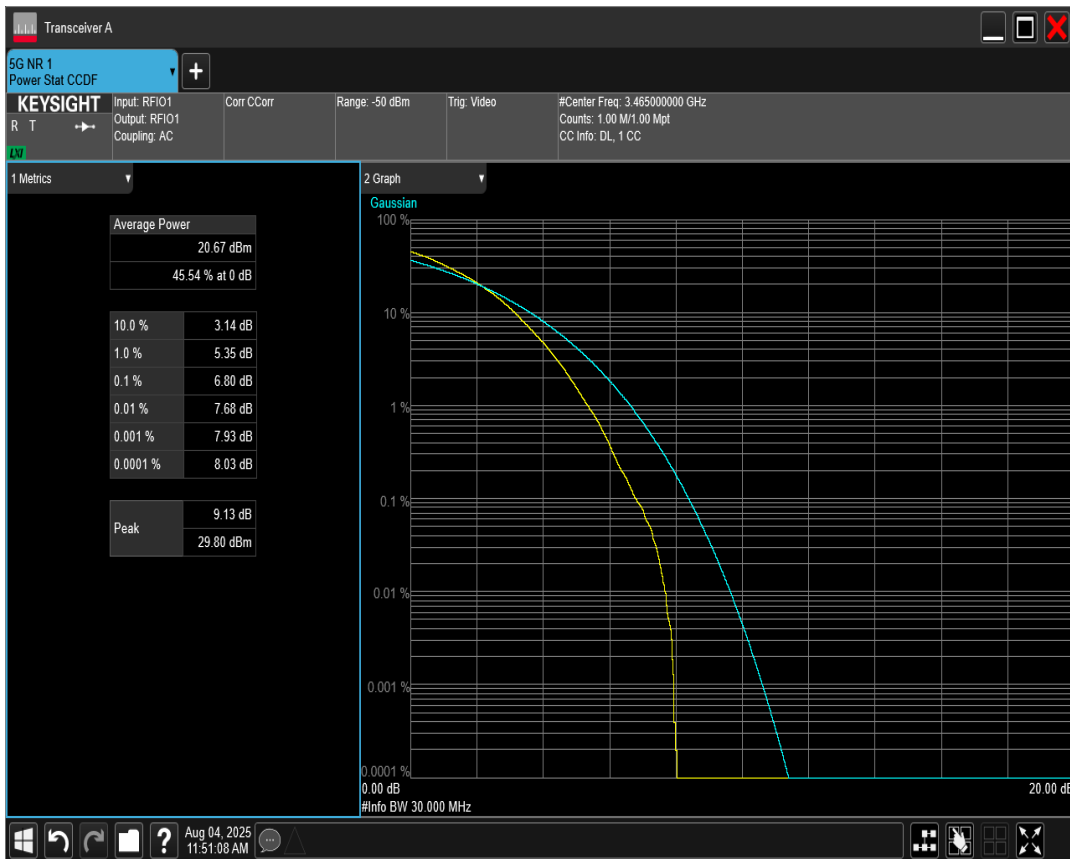 Transceiver A
5G NR 1
Power Stat CCDF
+
KEYSIGHT
R T
LXI
Input: RFIO1
Output: RFIO1
Coupling: AC
Corr CCorr
Range: -50 dBm
Trig: Video
#Center Freq: 3.465000000 GHz
Counts: 1.00 M/1.00 Mpt
CC Info: DL, 1 CC
1 Metrics
Average Power
20.67 dBm
45.54 % at 0 dB
10.0 % 3.14 dB
1.0 % 5.35 dB
0.1 % 6.80 dB
0.01 % 7.68 dB
0.001 % 7.93 dB
0.0001 % 8.03 dB
Peak
9.13 dB
29.80 dBm
2 Graph
Gaussian
100 %
10 %
1 %
0.1 %
0.01 %
0.001 %
0.0001 %
0.00 dB 20.00 dB
#Info BW 30.000 MHz
?
Aug 04, 2025
11:51:08 AM